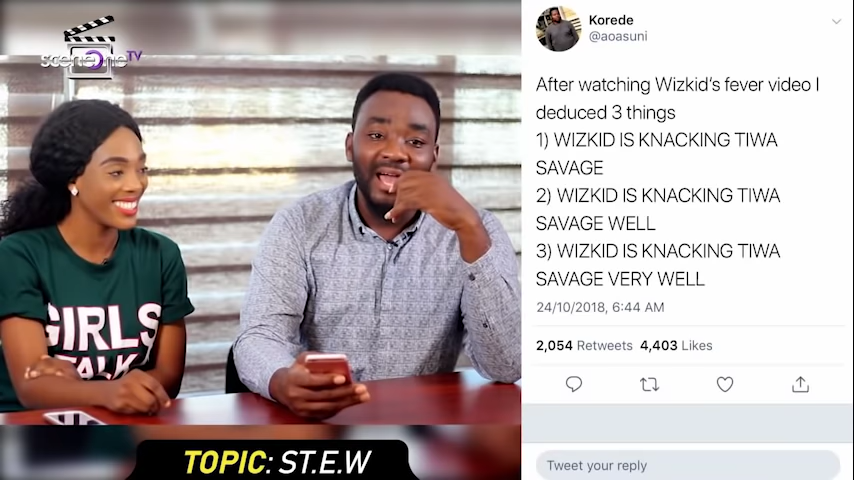 sceneOne TV
GIRLS
TALK
TOPIC: ST.E.W
Korede
@aoasuni
After watching Wizkid's fever video I
deduced 3 things
1) WIZKID IS KNACKING TIWA
SAVAGE
2) WIZKID IS KNACKING TIWA
SAVAGE WELL
3) WIZKID IS KNACKING TIWA
SAVAGE VERY WELL
24/10/2018, 6:44 AM
2,054 Retweets 4,403 Likes
Tweet your reply